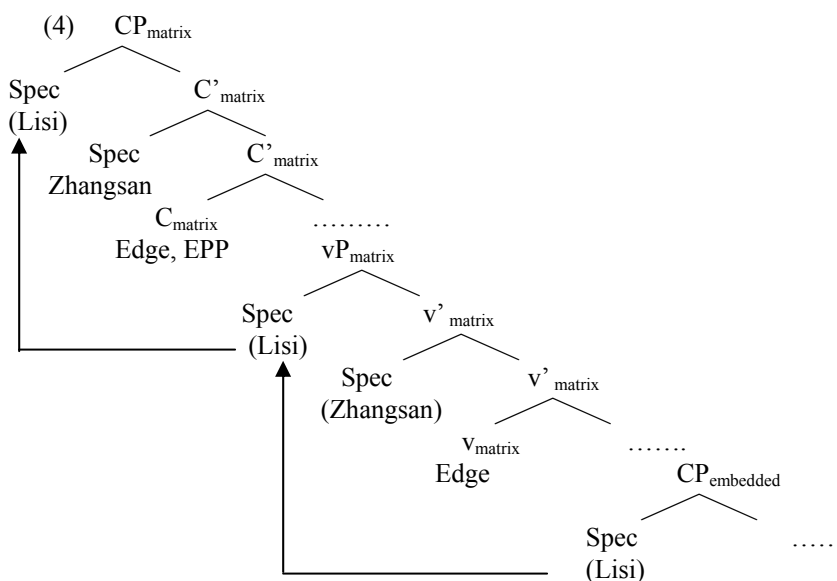 (4) CPmatrix
Spec C’matrix
(Lisi)
Spec C’matrix
Zhangsan
Cmatrix ………
Edge, EPP vPmatrix
Spec v’ matrix
(Lisi)
Spec v’matrix
(Zhangsan)
vmatrix …….
Edge CPembedded
Spec …..
(Lisi)